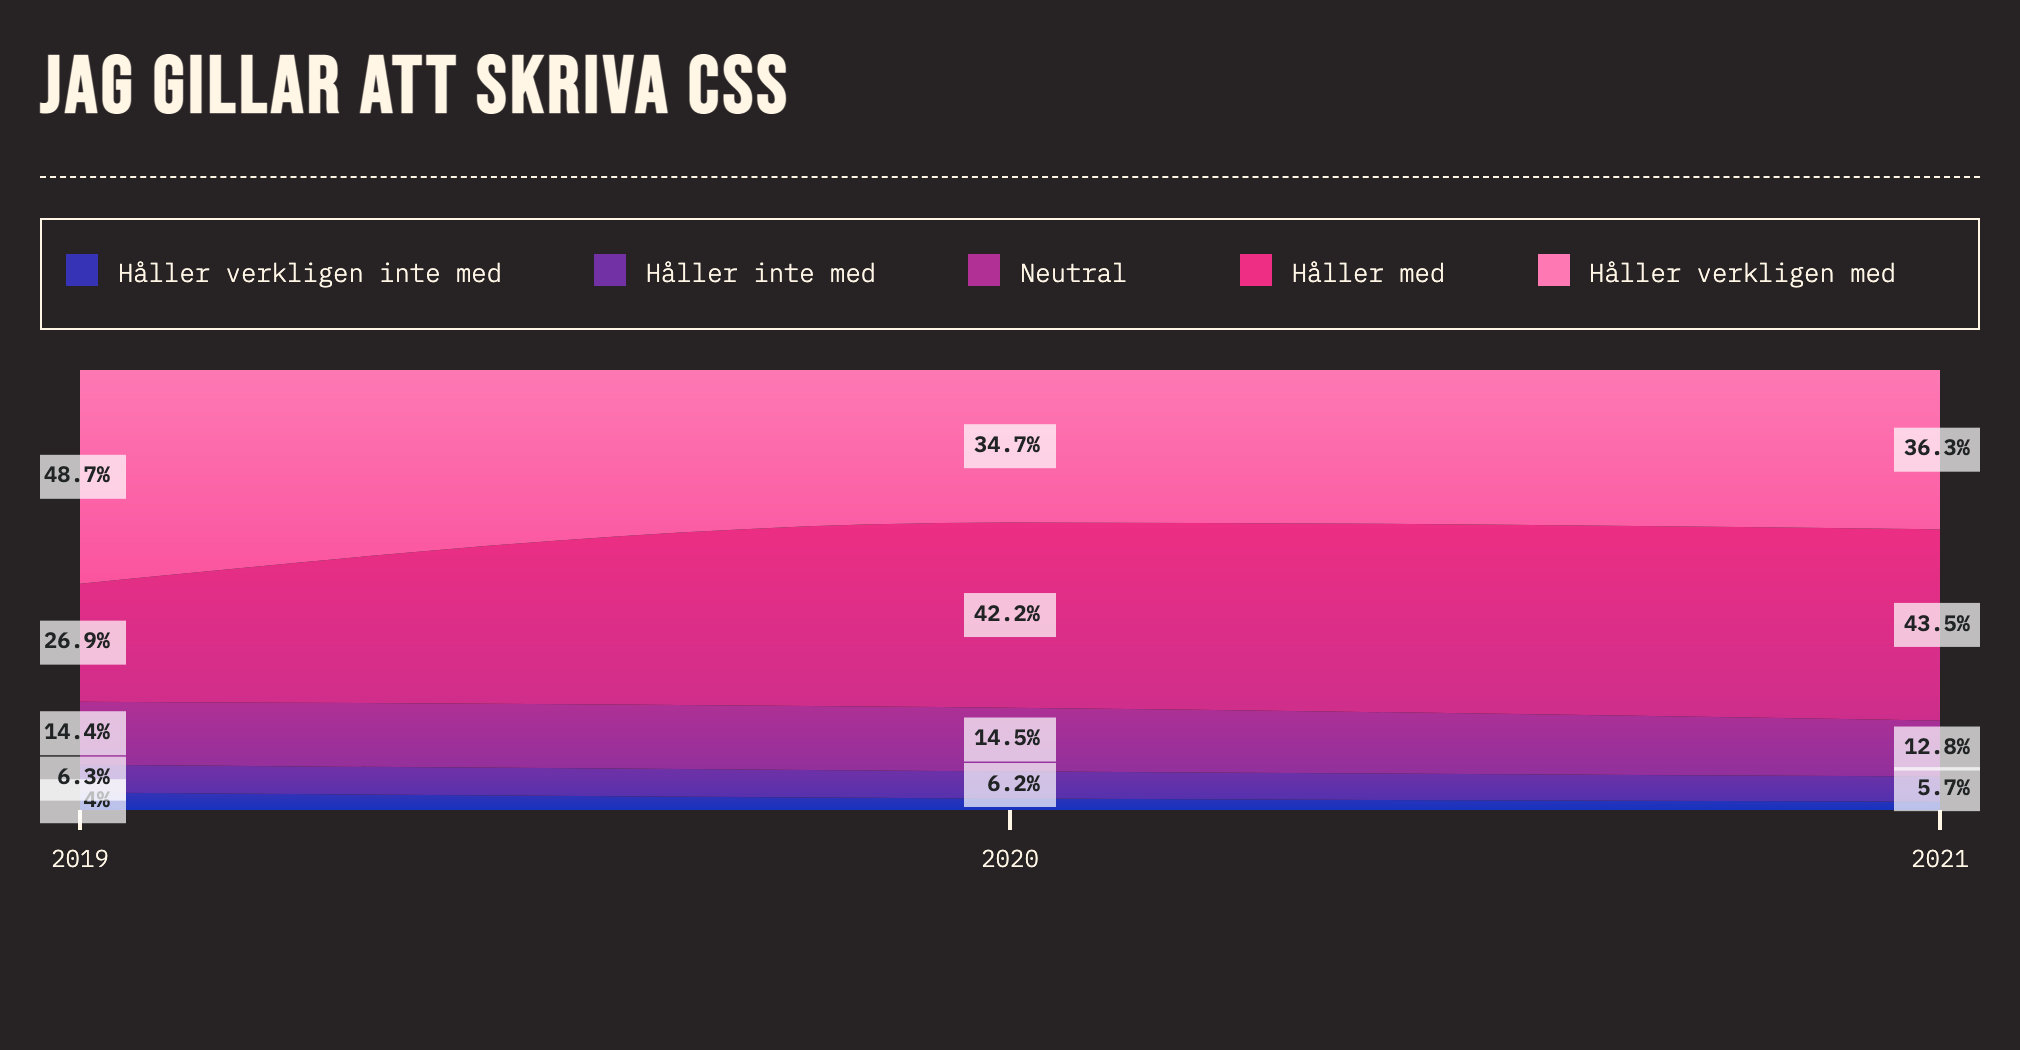 JAG GILLAR ATT SKRIVA CSS
Håller verkligen inte med
Håller inte med
Neutral
Håller med
Håller verkligen med
48.7%
34.7%
36.3%
26.9%
42.2%
43.5%
14.4%
14.5%
12.8%
6.3%
6.2%
5.7%
4%
2019
2020
2021